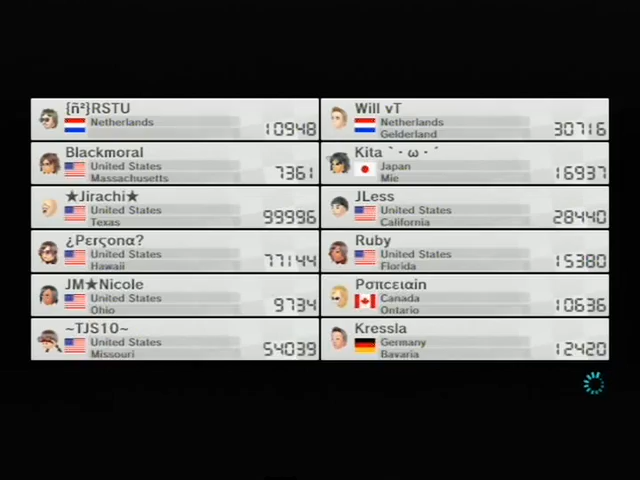 {ñ²}RSTU
Netherlands
10948
Blackmoral
United States
Massachusetts
7361
★Jirachi★
United States
Texas
99996
¿Pєrçonα?
United States
Hawaii
77144
JM★Nicole
United States
Ohio
9734
~TJS10~
United States
Missouri
54039
Will vT
Netherlands
Gelderland
30716
Kita ` · ω · ´
Japan
Mie
16937
JLess
United States
California
28440
Ruby
United States
Florida
15380
Pσπcειαin
Canada
Ontario
10636
Kressla
Germany
Bavaria
12420